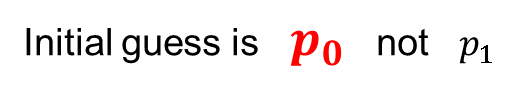 Initial guess is p₀ not p₁